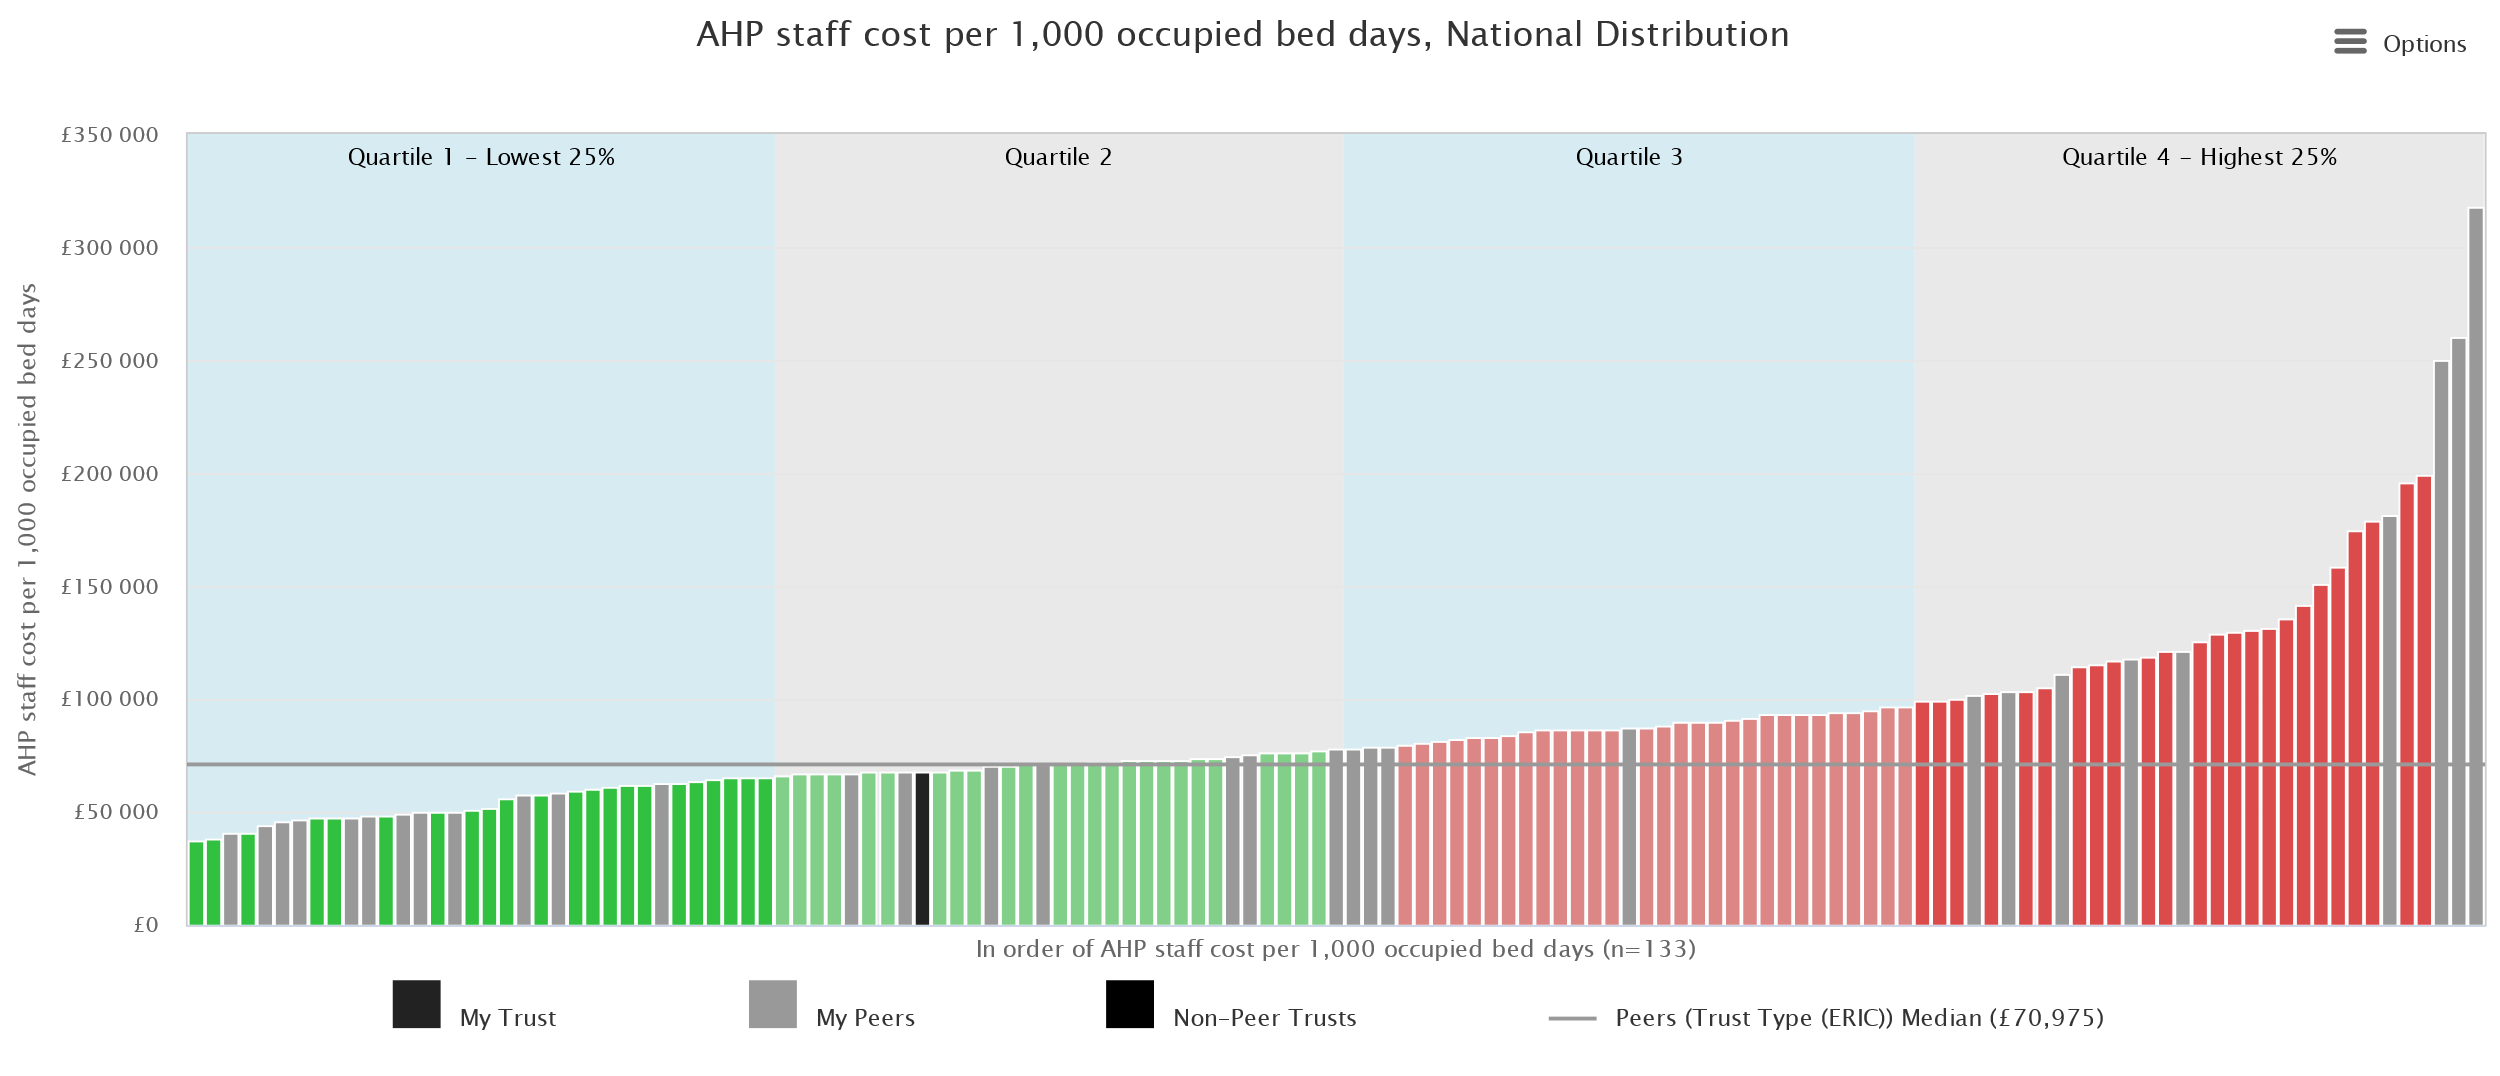 AHP staff cost per 1,000 occupied bed days, National Distribution
Options
AHP staff cost per 1,000 occupied bed days
£350 000
£300 000
£250 000
£200 000
£150 000
£100 000
£50 000
£0
Quartile 1 – Lowest 25%
Quartile 2
Quartile 3
Quartile 4 – Highest 25%
In order of AHP staff cost per 1,000 occupied bed days (n=133)
My Trust
My Peers
Non–Peer Trusts
Peers (Trust Type (ERIC)) Median (£70,975)